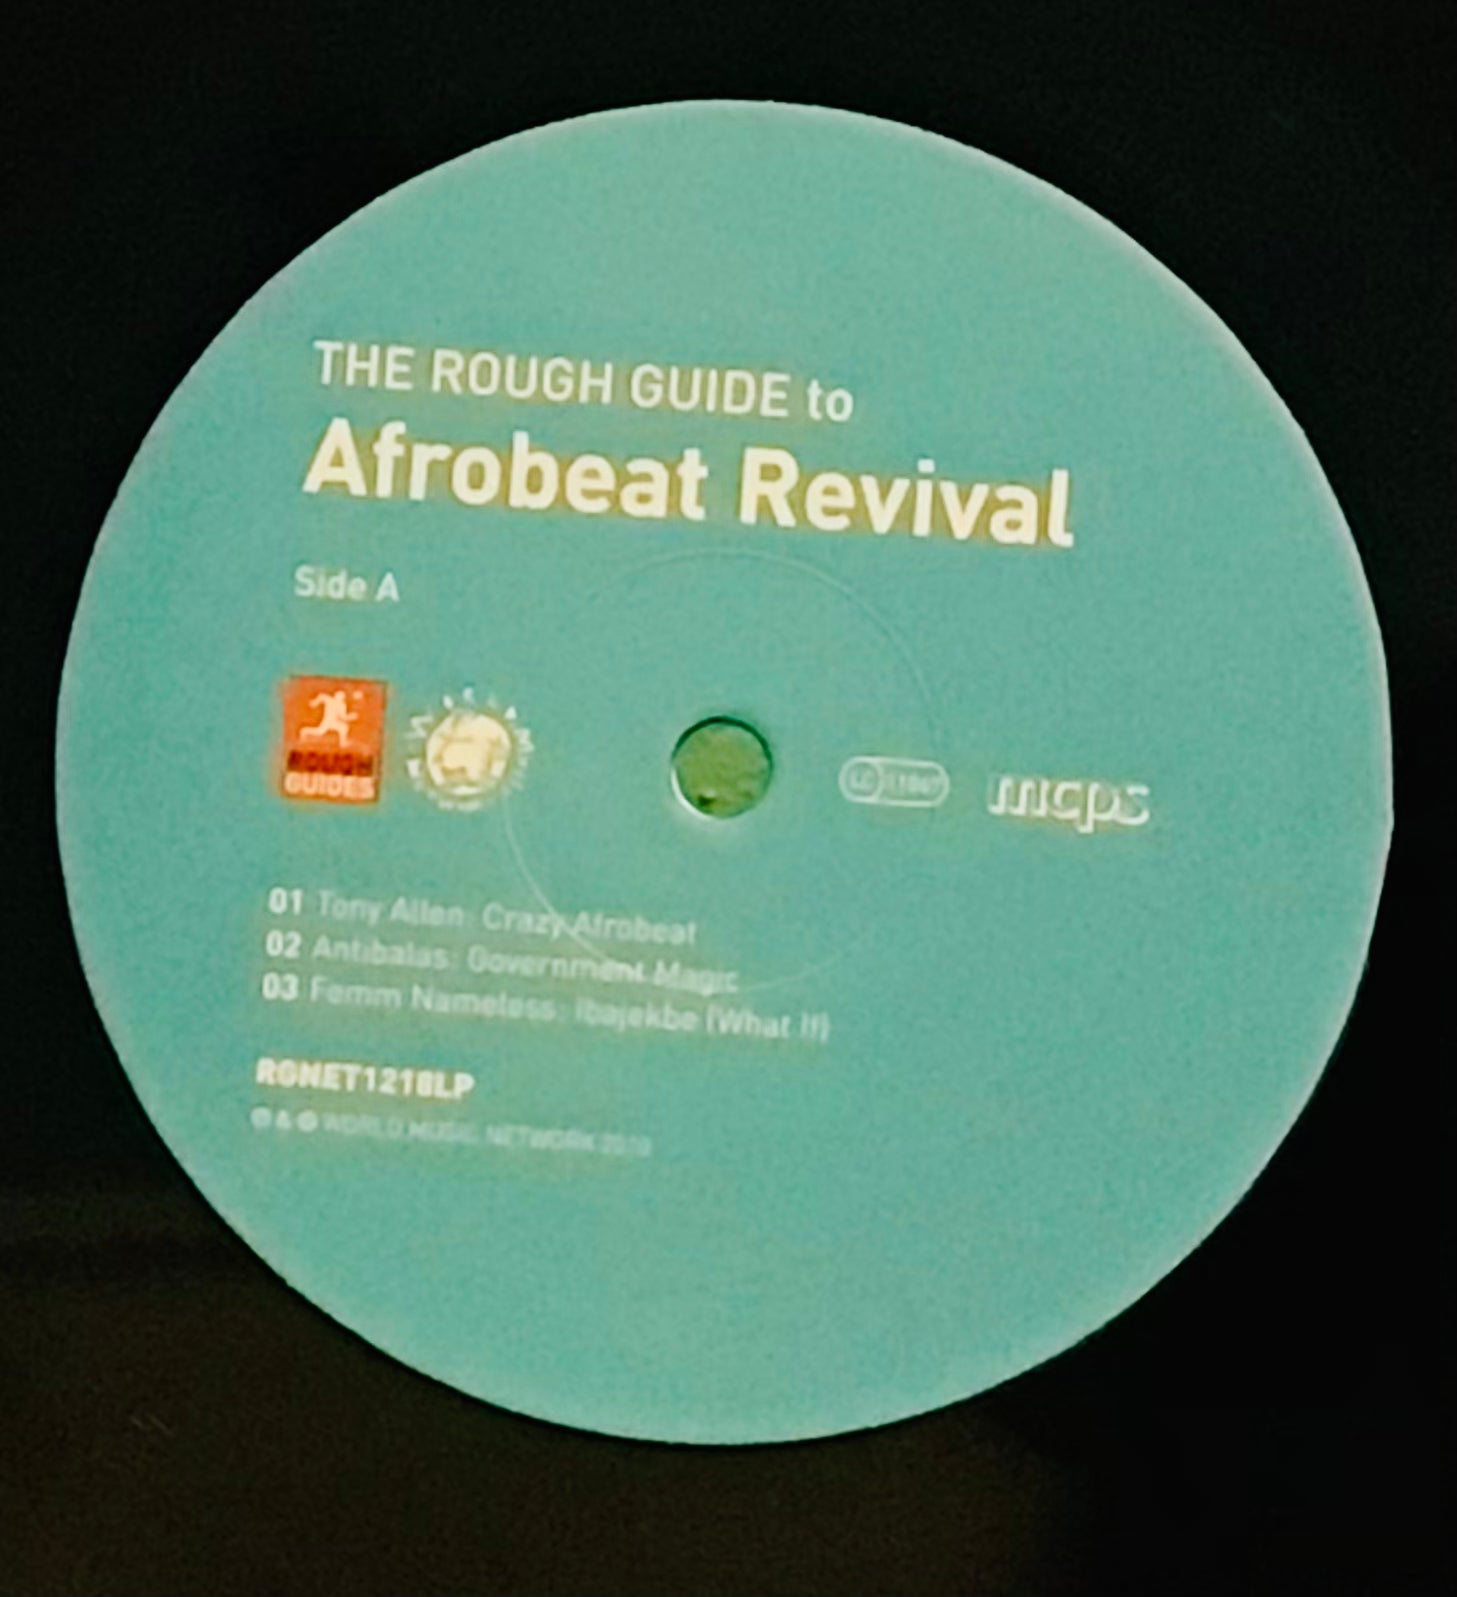 THE ROUGH GUIDE to
Afrobeat Revival
Side A
ROUGH
GUIDES
LC
mcps
01 Tony Allen: Crazy Afrobeat
02 Antibalas: Government Magic
03 Femm Nameless: Ibajekbe (What If)
RGNET1218LP
℗ & © WORLD MUSIC NETWORK